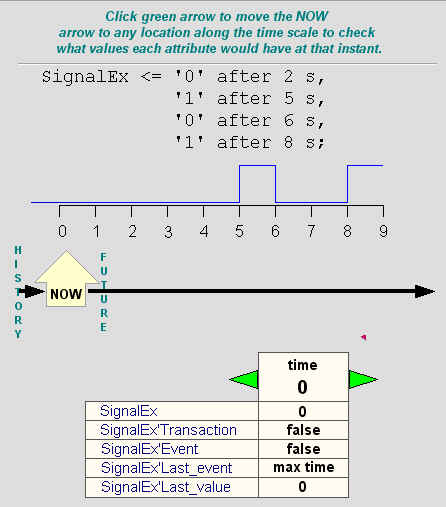 Click green arrow to move the NOW
arrow to any location along the time scale to check
what values each attribute would have at that instant.
SignalEx <= '0' after 2 s,
'1' after 5 s,
'0' after 6 s,
'1' after 8 s;
0 1 2 3 4 5 6 7 8 9
HISTORY
NOW
FUTURE
time
0
SignalEx 0
SignalEx'Transaction false
SignalEx'Event false
SignalEx'Last_event max time
SignalEx'Last_value 0